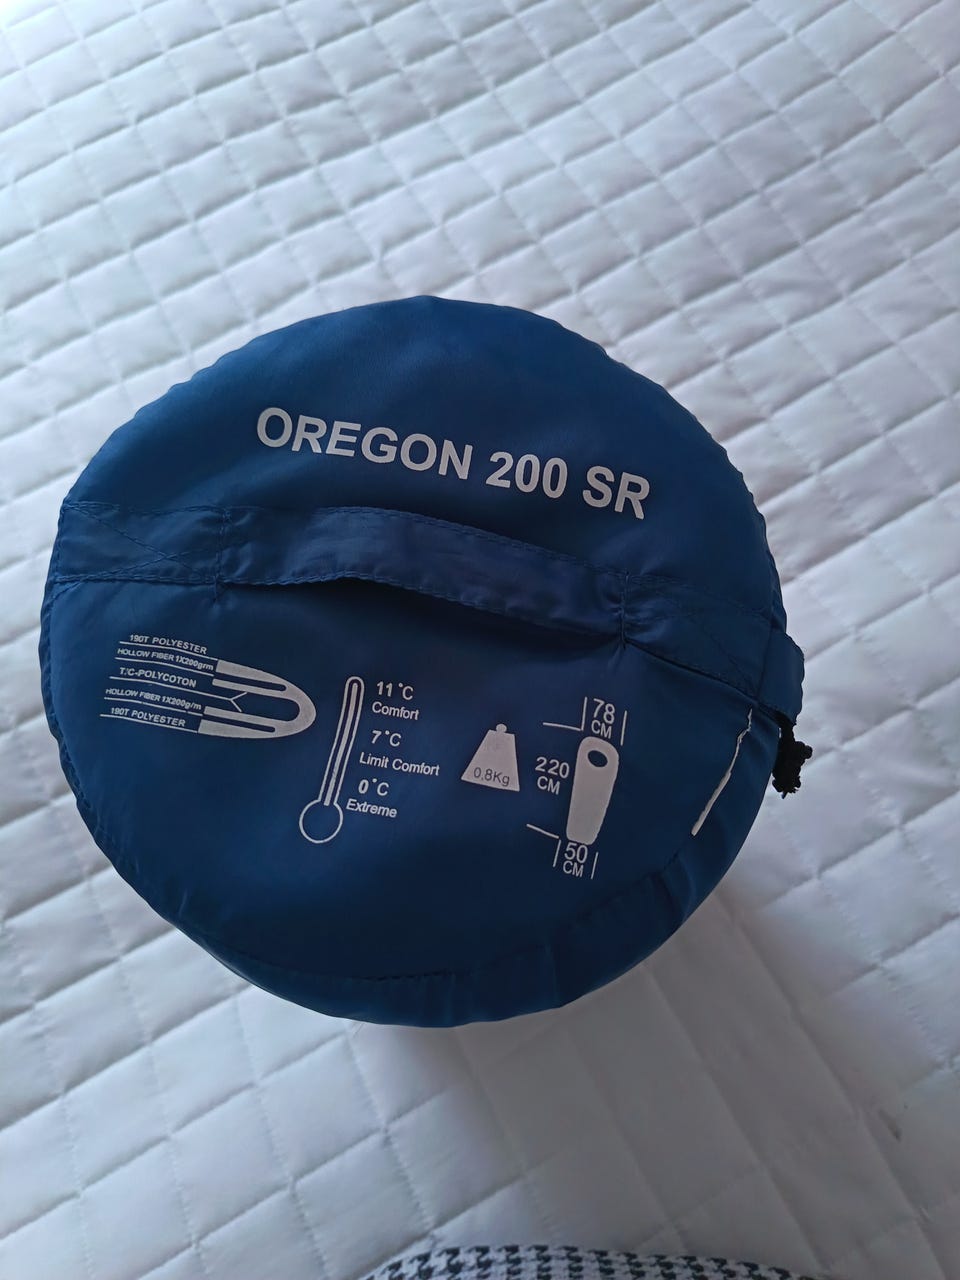 OREGON 200 SR
190T POLYESTER
HOLLOW FIBER 1X200grm
T/C-POLYCOTON
HOLLOW FIBER 1X200g/m
190T POLYESTER
11°C
Comfort
7°C
Limit Comfort
0°C
Extreme
0,8Kg
78
CM
220
CM
50
CM